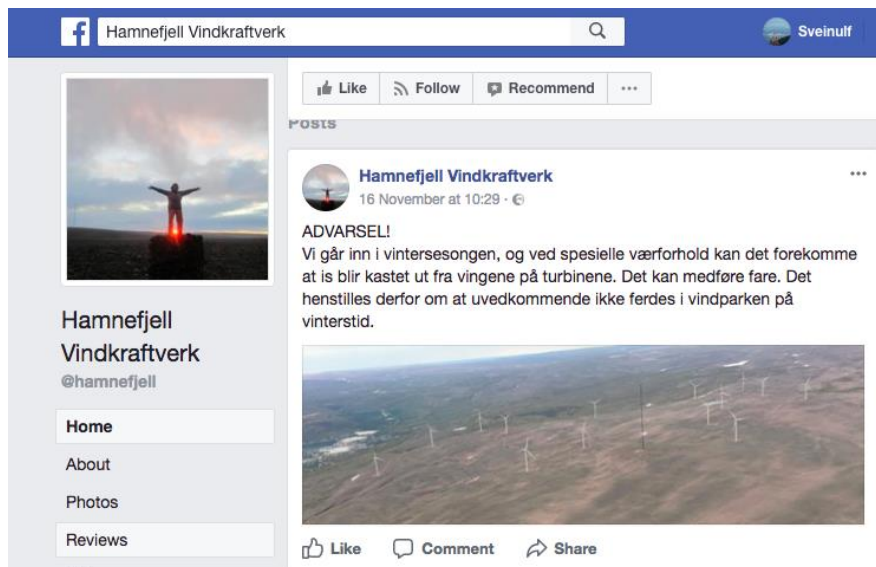 Hamnefjell Vindkraftverk
Sveinulf
Like
Follow
Recommend
Posts
Hamnefjell Vindkraftverk
16 November at 10:29 ·
ADVARSEL!
Vi går inn i vintersesongen, og ved spesielle værforhold kan det forekomme
at is blir kastet ut fra vingene på turbinene. Det kan medføre fare. Det
henstilles derfor om at uvedkommende ikke ferdes i vindparken på
vinterstid.
Hamnefjell
Vindkraftverk
@hamnefjell
Home
About
Photos
Reviews
Like
Comment
Share